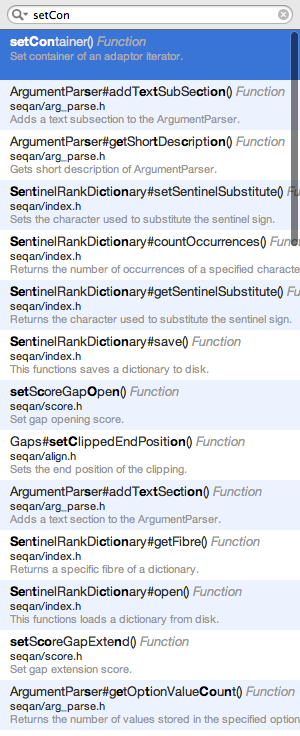 setCon
setContainer() Function
Set container of an adaptor iterator.
ArgumentParser#addTextSubSection() Function
seqan/arg_parse.h
Adds a text subsection to the ArgumentParser.
ArgumentParser#getShortDescription() Function
seqan/arg_parse.h
Gets short description of ArgumentParser.
SentinelRankDictionary#setSentinelSubstitute() Fu
seqan/index.h
Sets the character used to substitute the sentinel sign.
SentinelRankDictionary#countOccurrences() Function
seqan/index.h
Returns the number of occurrences of a specified characte
SentinelRankDictionary#getSentinelSubstitute() Fu
seqan/index.h
Returns the character used to substitute the sentinel sign.
SentinelRankDictionary#save() Function
seqan/index.h
This functions saves a dictionary to disk.
setScoreGapOpen() Function
seqan/score.h
Set gap opening score.
Gaps#setClippedEndPosition() Function
seqan/align.h
Sets the end position of the clipping.
ArgumentParser#addTextSection() Function
seqan/arg_parse.h
Adds a text section to the ArgumentParser.
SentinelRankDictionary#getFibre() Function
seqan/index.h
Returns a specific fibre of a dictionary.
SentinelRankDictionary#open() Function
seqan/index.h
This functions loads a dictionary from disk.
setScoreGapExtend() Function
seqan/score.h
Set gap extension score.
ArgumentParser#getOptionValueCount() Function
seqan/arg_parse.h
Returns the number of values stored in the specified option